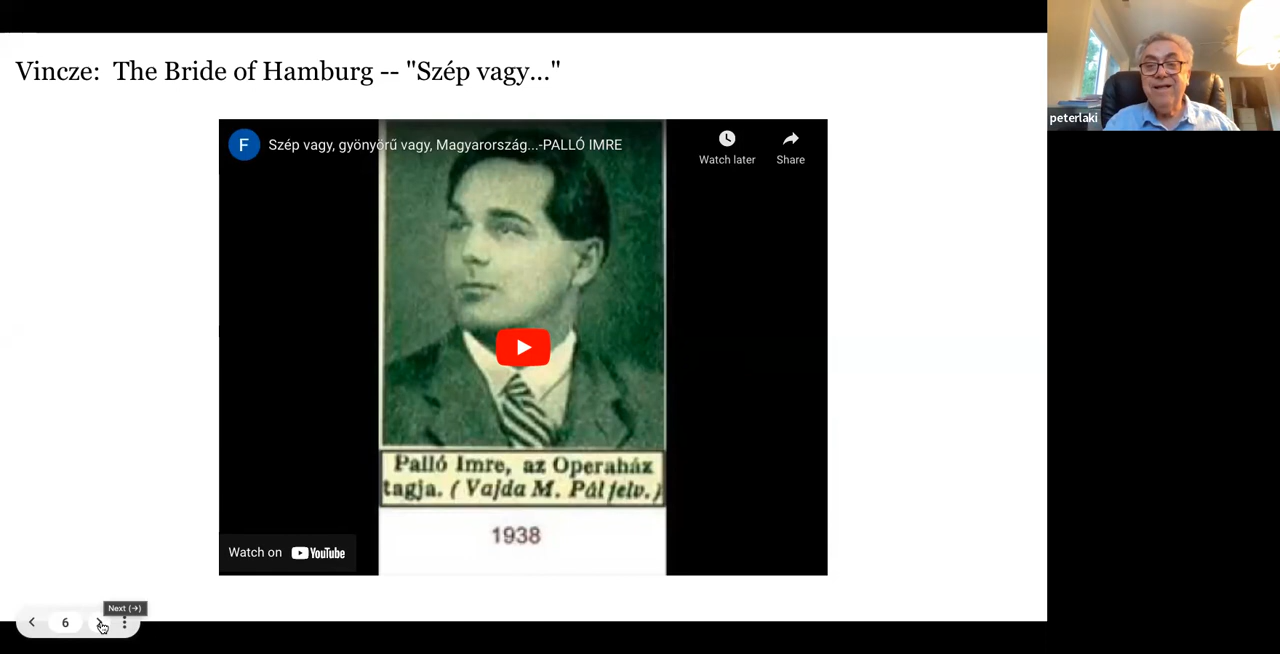 Vincze:  The Bride of Hamburg -- "Szép vagy..."
F
Szép vagy, gyönyörű vagy, Magyarország...-PALLÓ IMRE
Watch later
Share
peterlaki
Palló Imre, az Operaház
tagja. (Vajda M. Pál felv.)
1938
Watch on YouTube
Next (→)
6